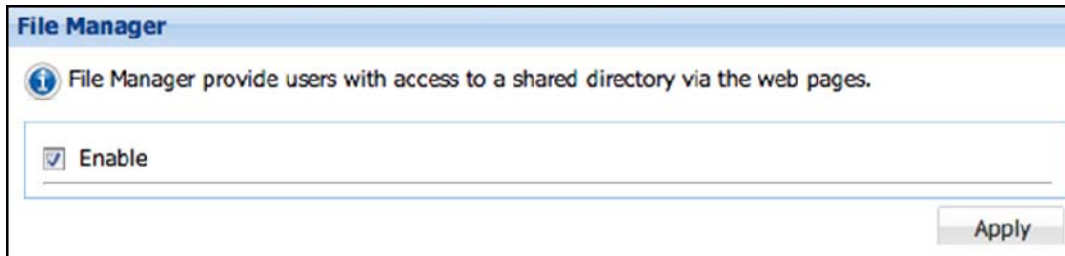 File Manager
File Manager provide users with access to a shared directory via the web pages.
Enable
Apply